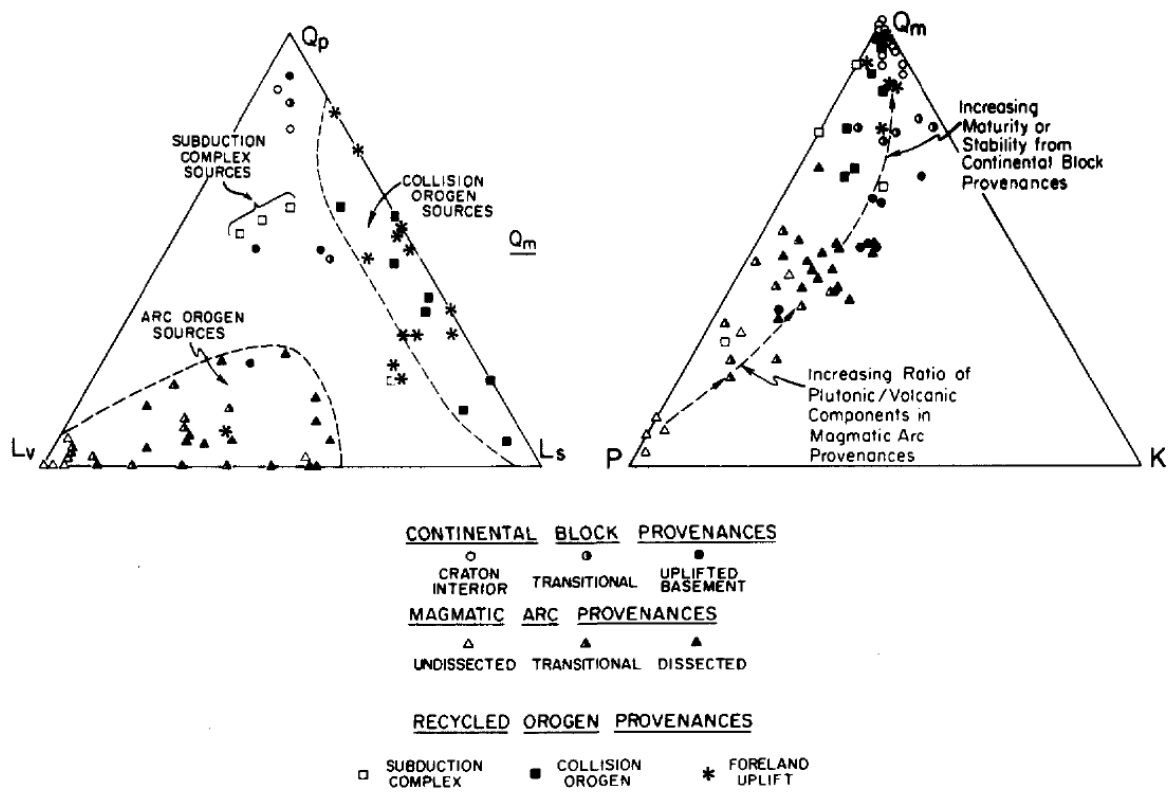 Qp
SUBDUCTION
COMPLEX
SOURCES
COLLISION
OROGEN
SOURCES
Qm
ARC OROGEN
SOURCES
Lv
Ls
Qm
Increasing
Maturity or
Stability from
Continental Block
Provenances
Increasing Ratio of
Plutonic/Volcanic
Components in
Magmatic Arc
Provenances
P
K
CONTINENTAL BLOCK PROVENANCES
CRATON
INTERIOR
TRANSITIONAL
UPLIFTED
BASEMENT
MAGMATIC ARC PROVENANCES
UNDISSECTED TRANSITIONAL DISSECTED
RECYCLED OROGEN PROVENANCES
SUBDUCTION
COMPLEX
COLLISION
OROGEN
FORELAND
UPLIFT